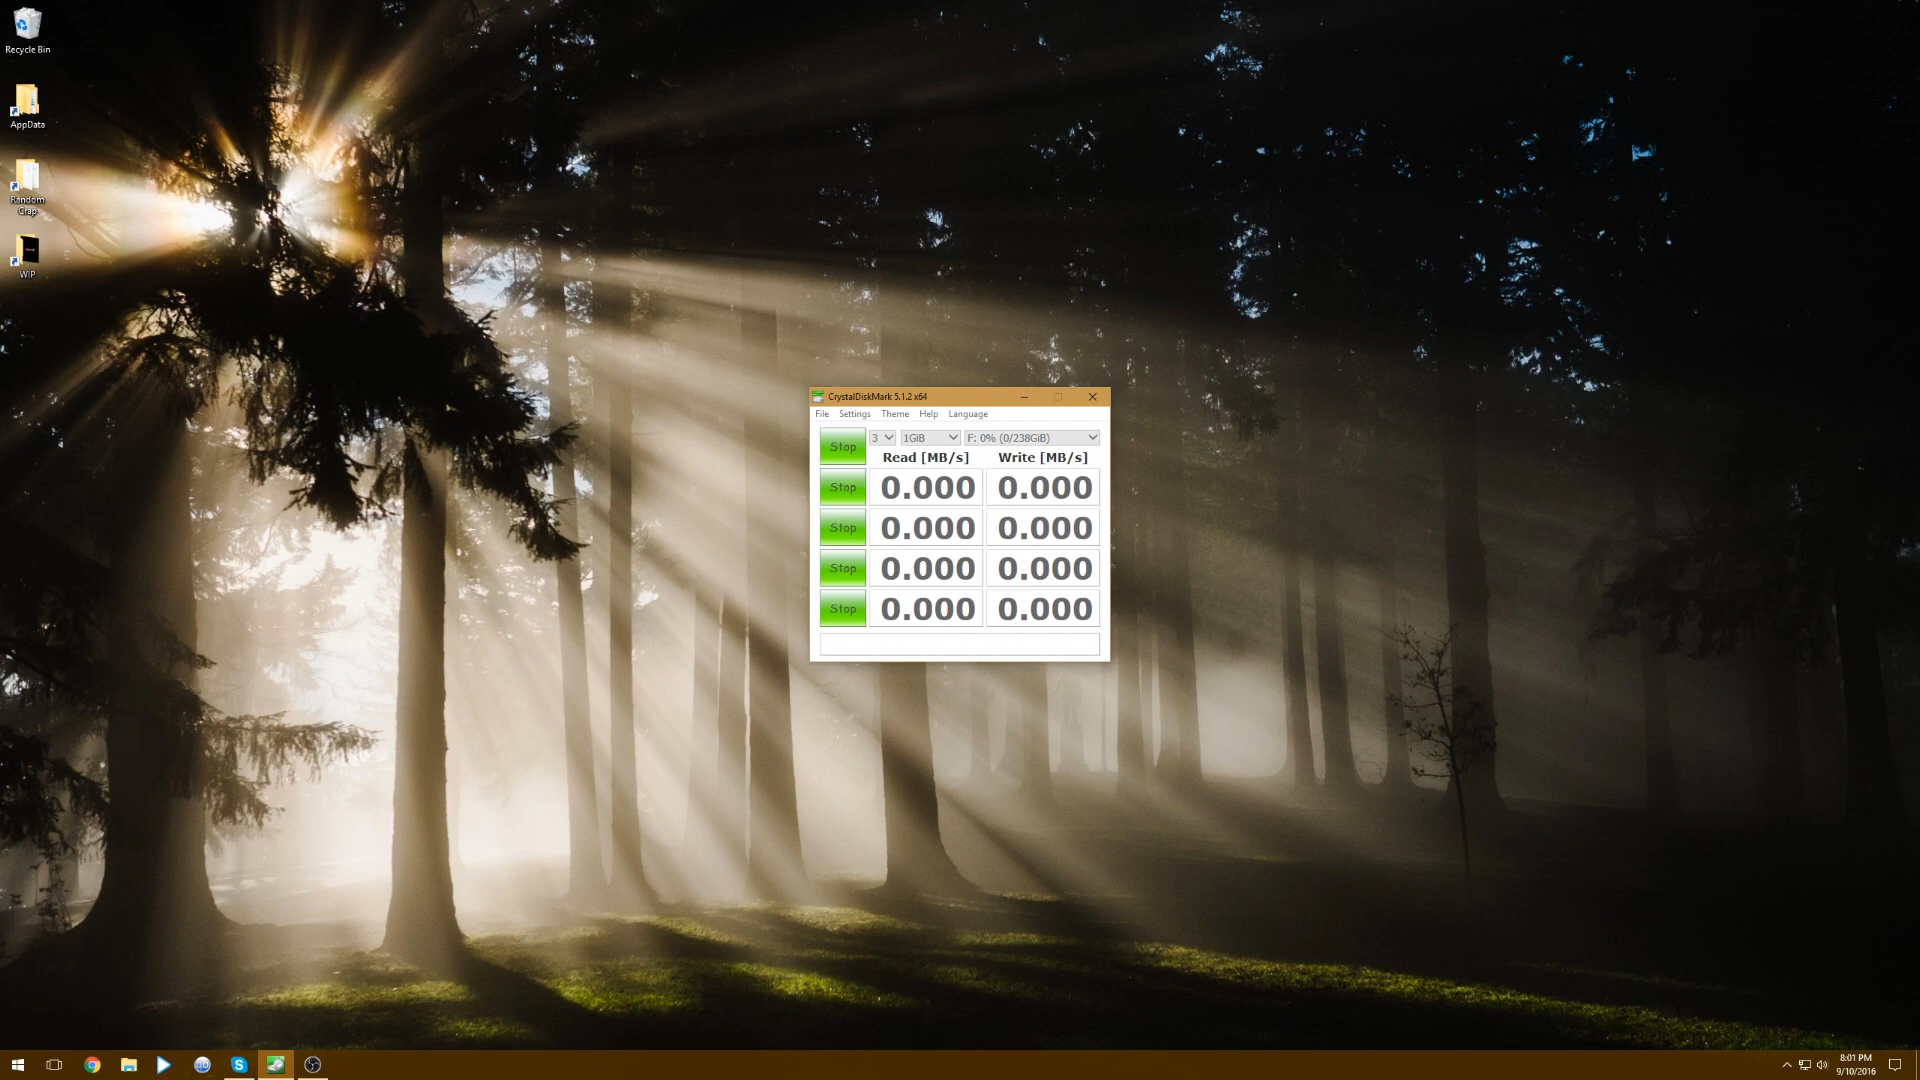 Recycle Bin
AppData
Random
Crap
WIP
CrystalDiskMark 5.1.2 x64
File Settings Theme Help Language
Stop 3 1GiB F: 0% (0/238GiB)
Read [MB/s] Write [MB/s]
Stop 0.000 0.000
Stop 0.000 0.000
Stop 0.000 0.000
Stop 0.000 0.000
qb
S
8:01 PM
9/10/2016